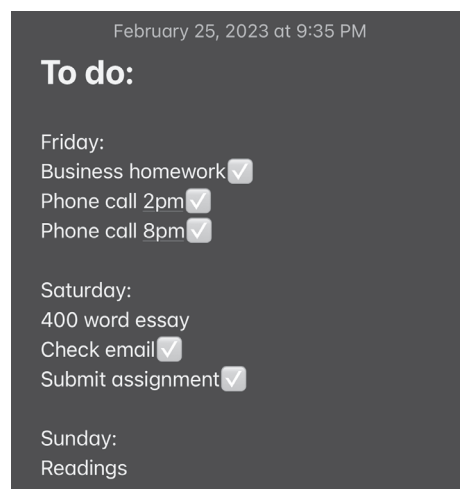 February 25, 2023 at 9:35 PM
To do:
Friday:
Business homework☑️
Phone call 2pm☑️
Phone call 8pm☑️
Saturday:
400 word essay
Check email☑️
Submit assignment☑️
Sunday:
Readings